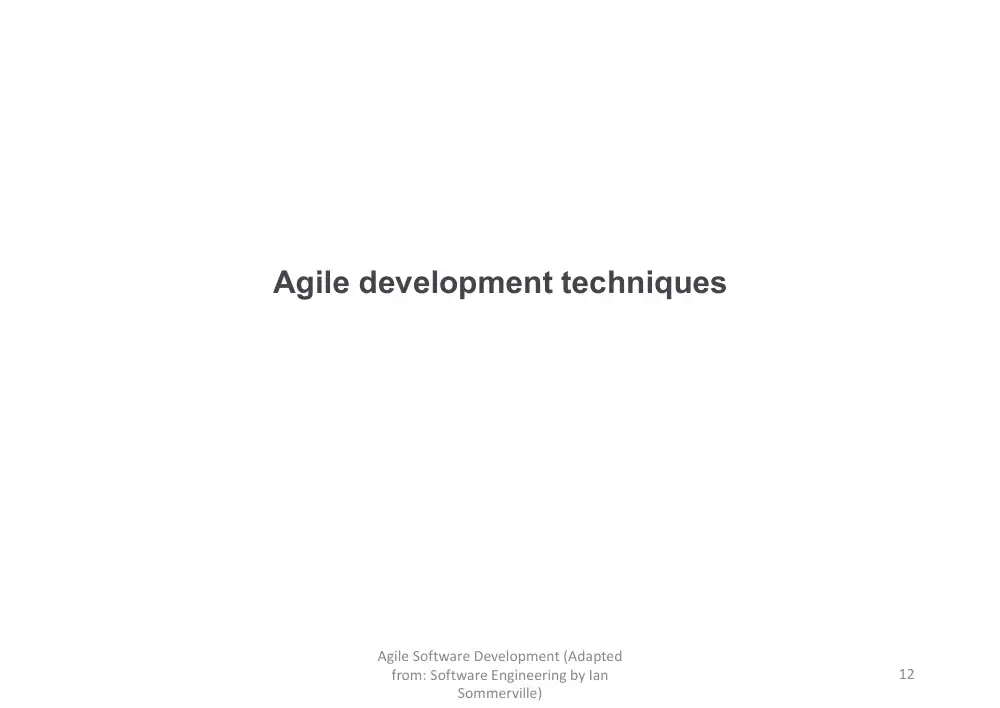 Agile development techniques
Agile Software Development (Adapted
from: Software Engineering by Ian
Sommerville)
12